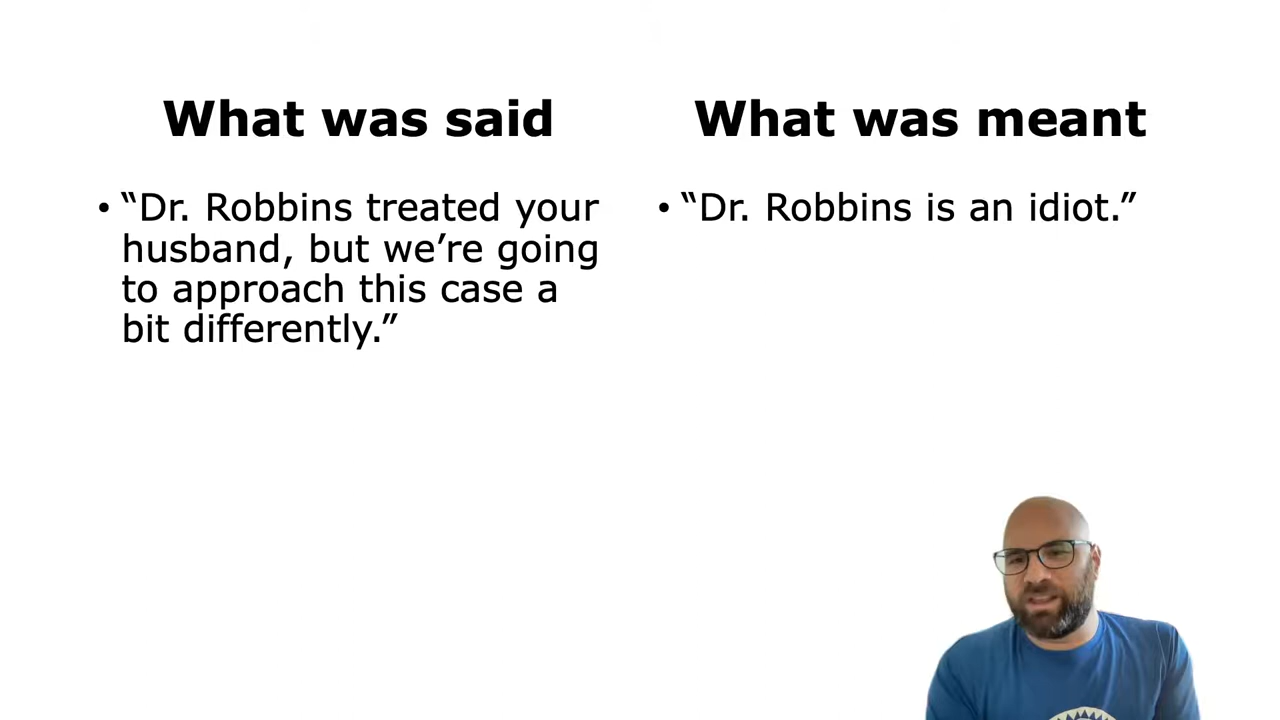 What was said
• “Dr. Robbins treated your
husband, but we’re going
to approach this case a
bit differently.”
What was meant
• “Dr. Robbins is an idiot.”